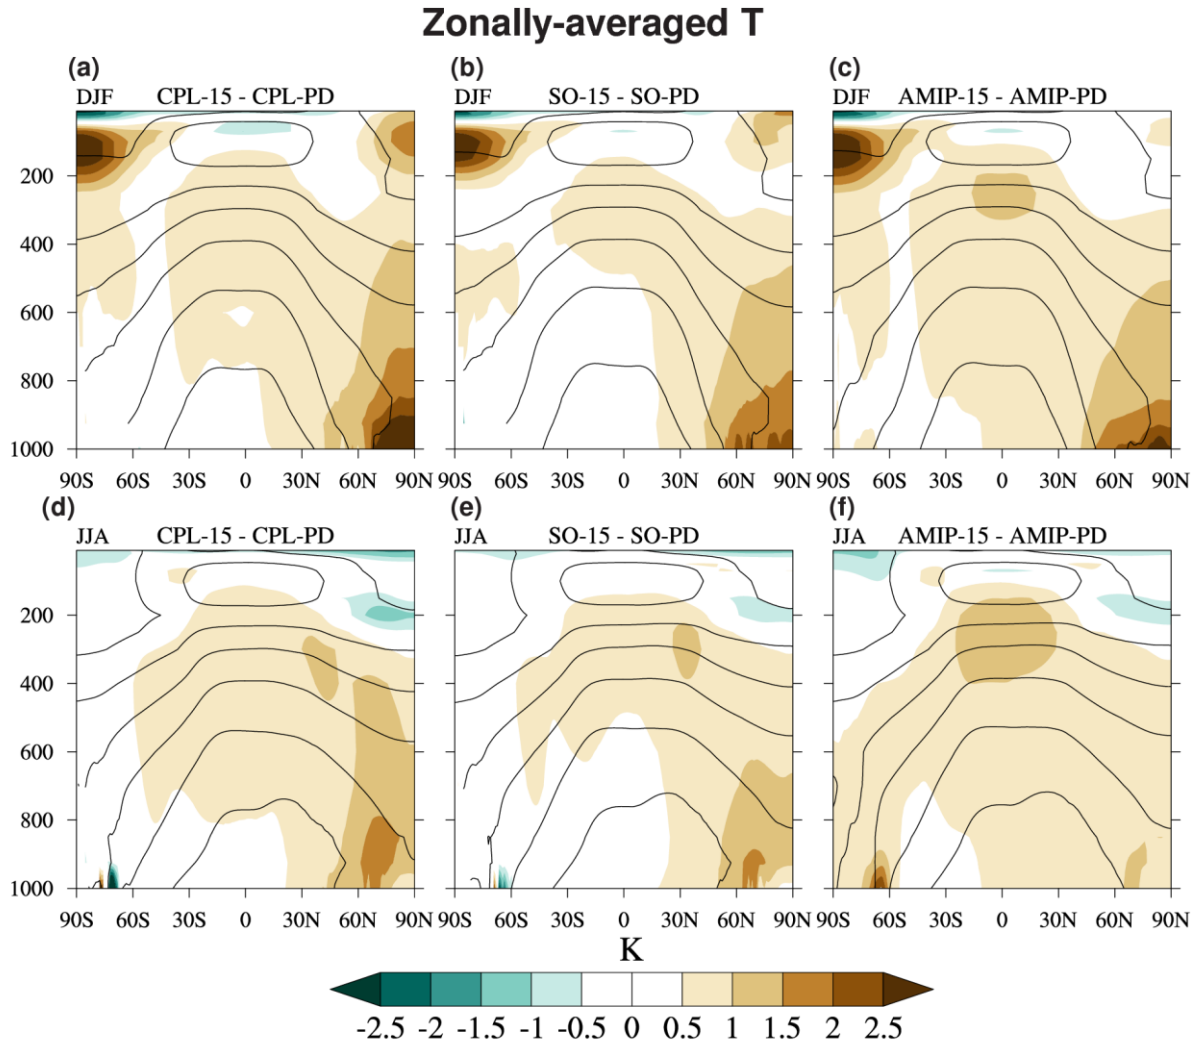 Zonally-averaged T
(a) (b) (c)
DJF CPL-15 - CPL-PD DJF SO-15 - SO-PD DJF AMIP-15 - AMIP-PD
200
400
600
800
1000
90S 60S 30S 0 30N 60N 90N 90S 60S 30S 0 30N 60N 90N 90S 60S 30S 0 30N 60N 90N
(d) (e) (f)
JJA CPL-15 - CPL-PD JJA SO-15 - SO-PD JJA AMIP-15 - AMIP-PD
200
400
600
800
1000
90S 60S 30S 0 30N 60N 90N 90S 60S 30S 0 30N 60N 90N 90S 60S 30S 0 30N 60N 90N
K
-2.5 -2 -1.5 -1 -0.5 0 0.5 1 1.5 2 2.5